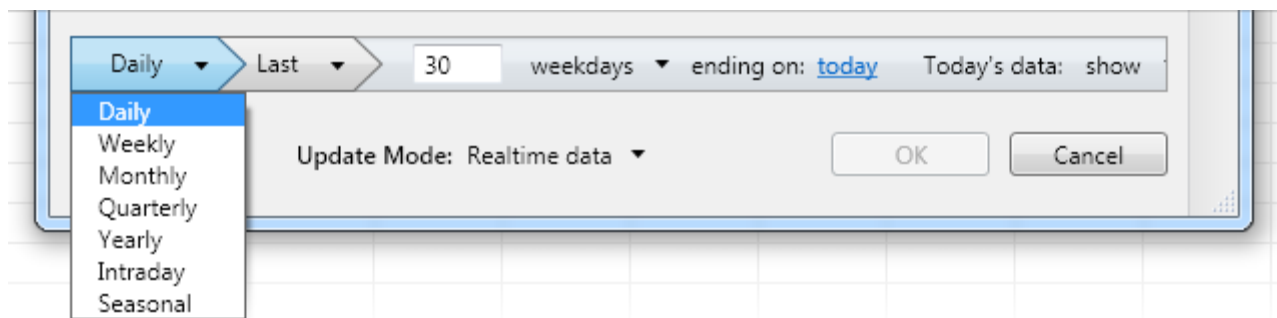 Daily Last 30 weekdays ending on: today Today's data: show
Daily
Weekly
Update Mode: Realtime data OK Cancel
Monthly
Quarterly
Yearly
Intraday
Seasonal